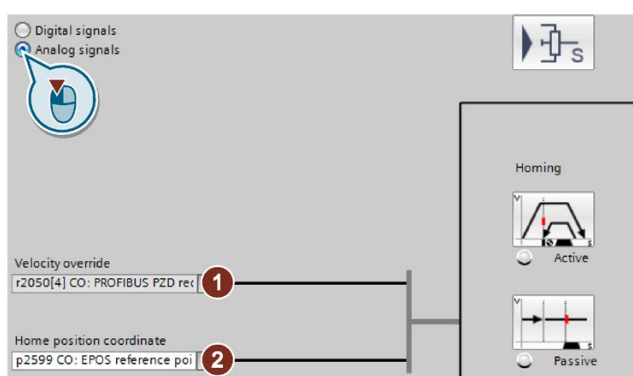 Digital signals
Analog signals
S
Homing
V
s
Active
Velocity override
r2050[4] CO: PROFIBUS PZD rec
1
V
s
Passive
Home position coordinate
p2599 CO: EPOS reference poi
2